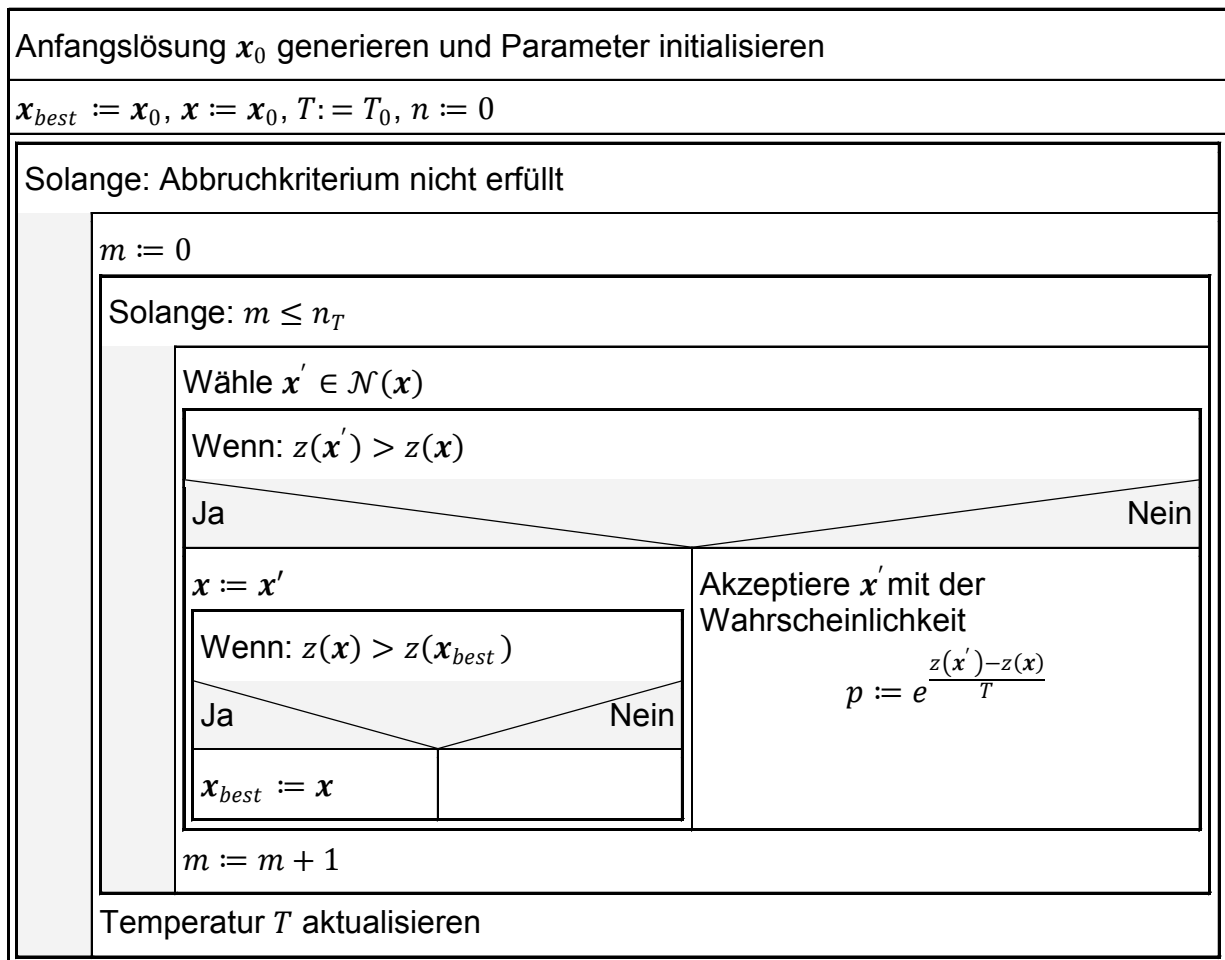 Anfangslösung 𝒙₀ generieren und Parameter initialisieren
𝒙_best ≔ 𝒙₀, 𝒙 ≔ 𝒙₀, 𝑇: = 𝑇₀, 𝑛 ≔ 0
Solange: Abbruchkriterium nicht erfüllt
𝑚 ≔ 0
Solange: 𝑚 ≤ 𝑛_𝑇
Wähle 𝒙′ ∈ 𝒩(𝒙)
Wenn: 𝑧(𝒙′) > 𝑧(𝒙)
Ja Nein
𝒙 ≔ 𝒙′
Wenn: 𝑧(𝒙) > 𝑧(𝒙_best)
Ja Nein
𝒙_best ≔ 𝒙
Akzeptiere 𝒙′ mit der
Wahrscheinlichkeit
𝑝 ≔ 𝑒^((𝑧(𝒙′)−𝑧(𝒙))/𝑇)
𝑚 ≔ 𝑚 + 1
Temperatur 𝑇 aktualisieren